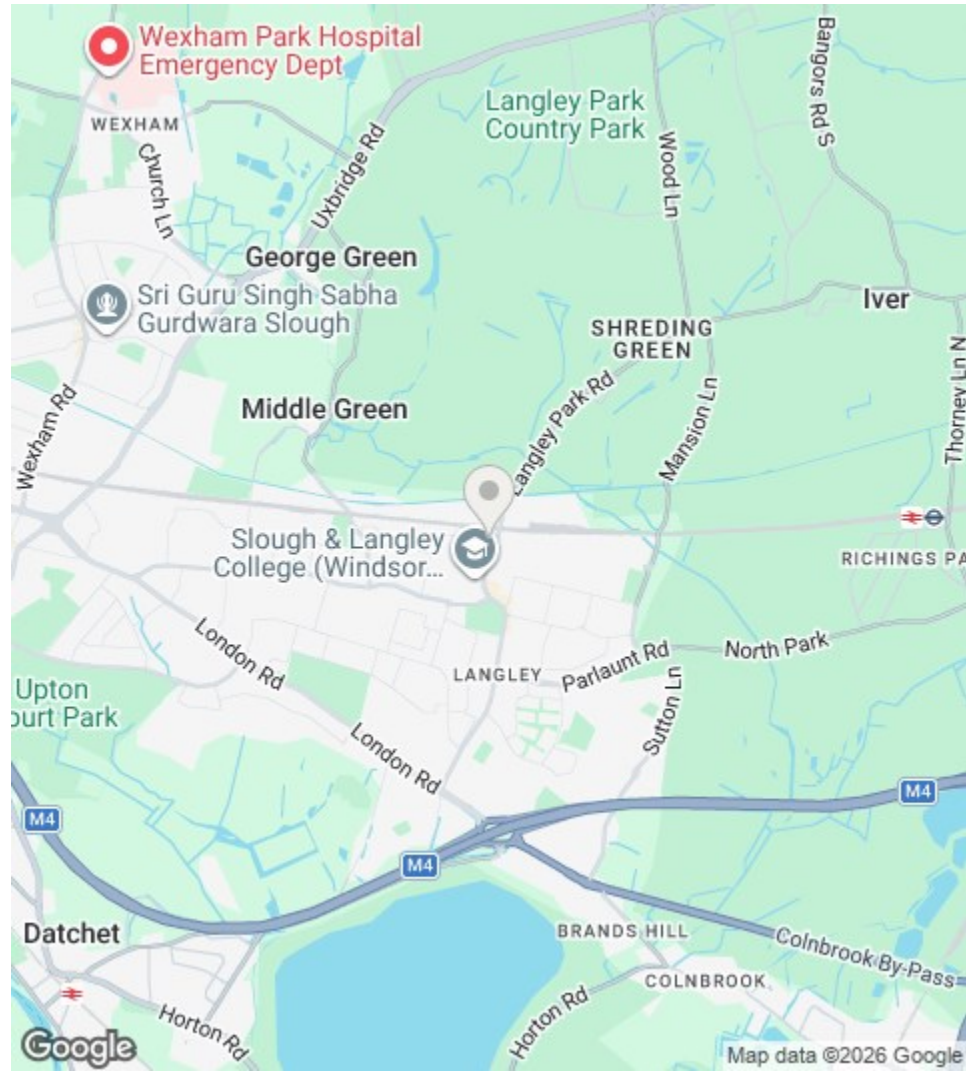 Wexham Park Hospital
Emergency Dept
WEXHAM
Church Ln
Uxbridge Rd
Langley Park
Country Park
Wood Ln
Bangors Rd S
George Green
Sri Guru Singh Sabha
Gurdwara Slough
Iver
SHREDING
GREEN
Middle Green
Wexham Rd
Langley Park Rd
Mansion Ln
Thorney Ln N
Slough & Langley
College (Windsor...
RICHINGS PA
London Rd
LANGLEY
Parlaunt Rd
North Park
Upton
ourt Park
Sutton Ln
London Rd
M4
M4
M4
Datchet
BRANDS HILL
Colnbrook By-Pass
COLNBROOK
Horton Rd
Horton Rd
Google
Map data ©2026 Google